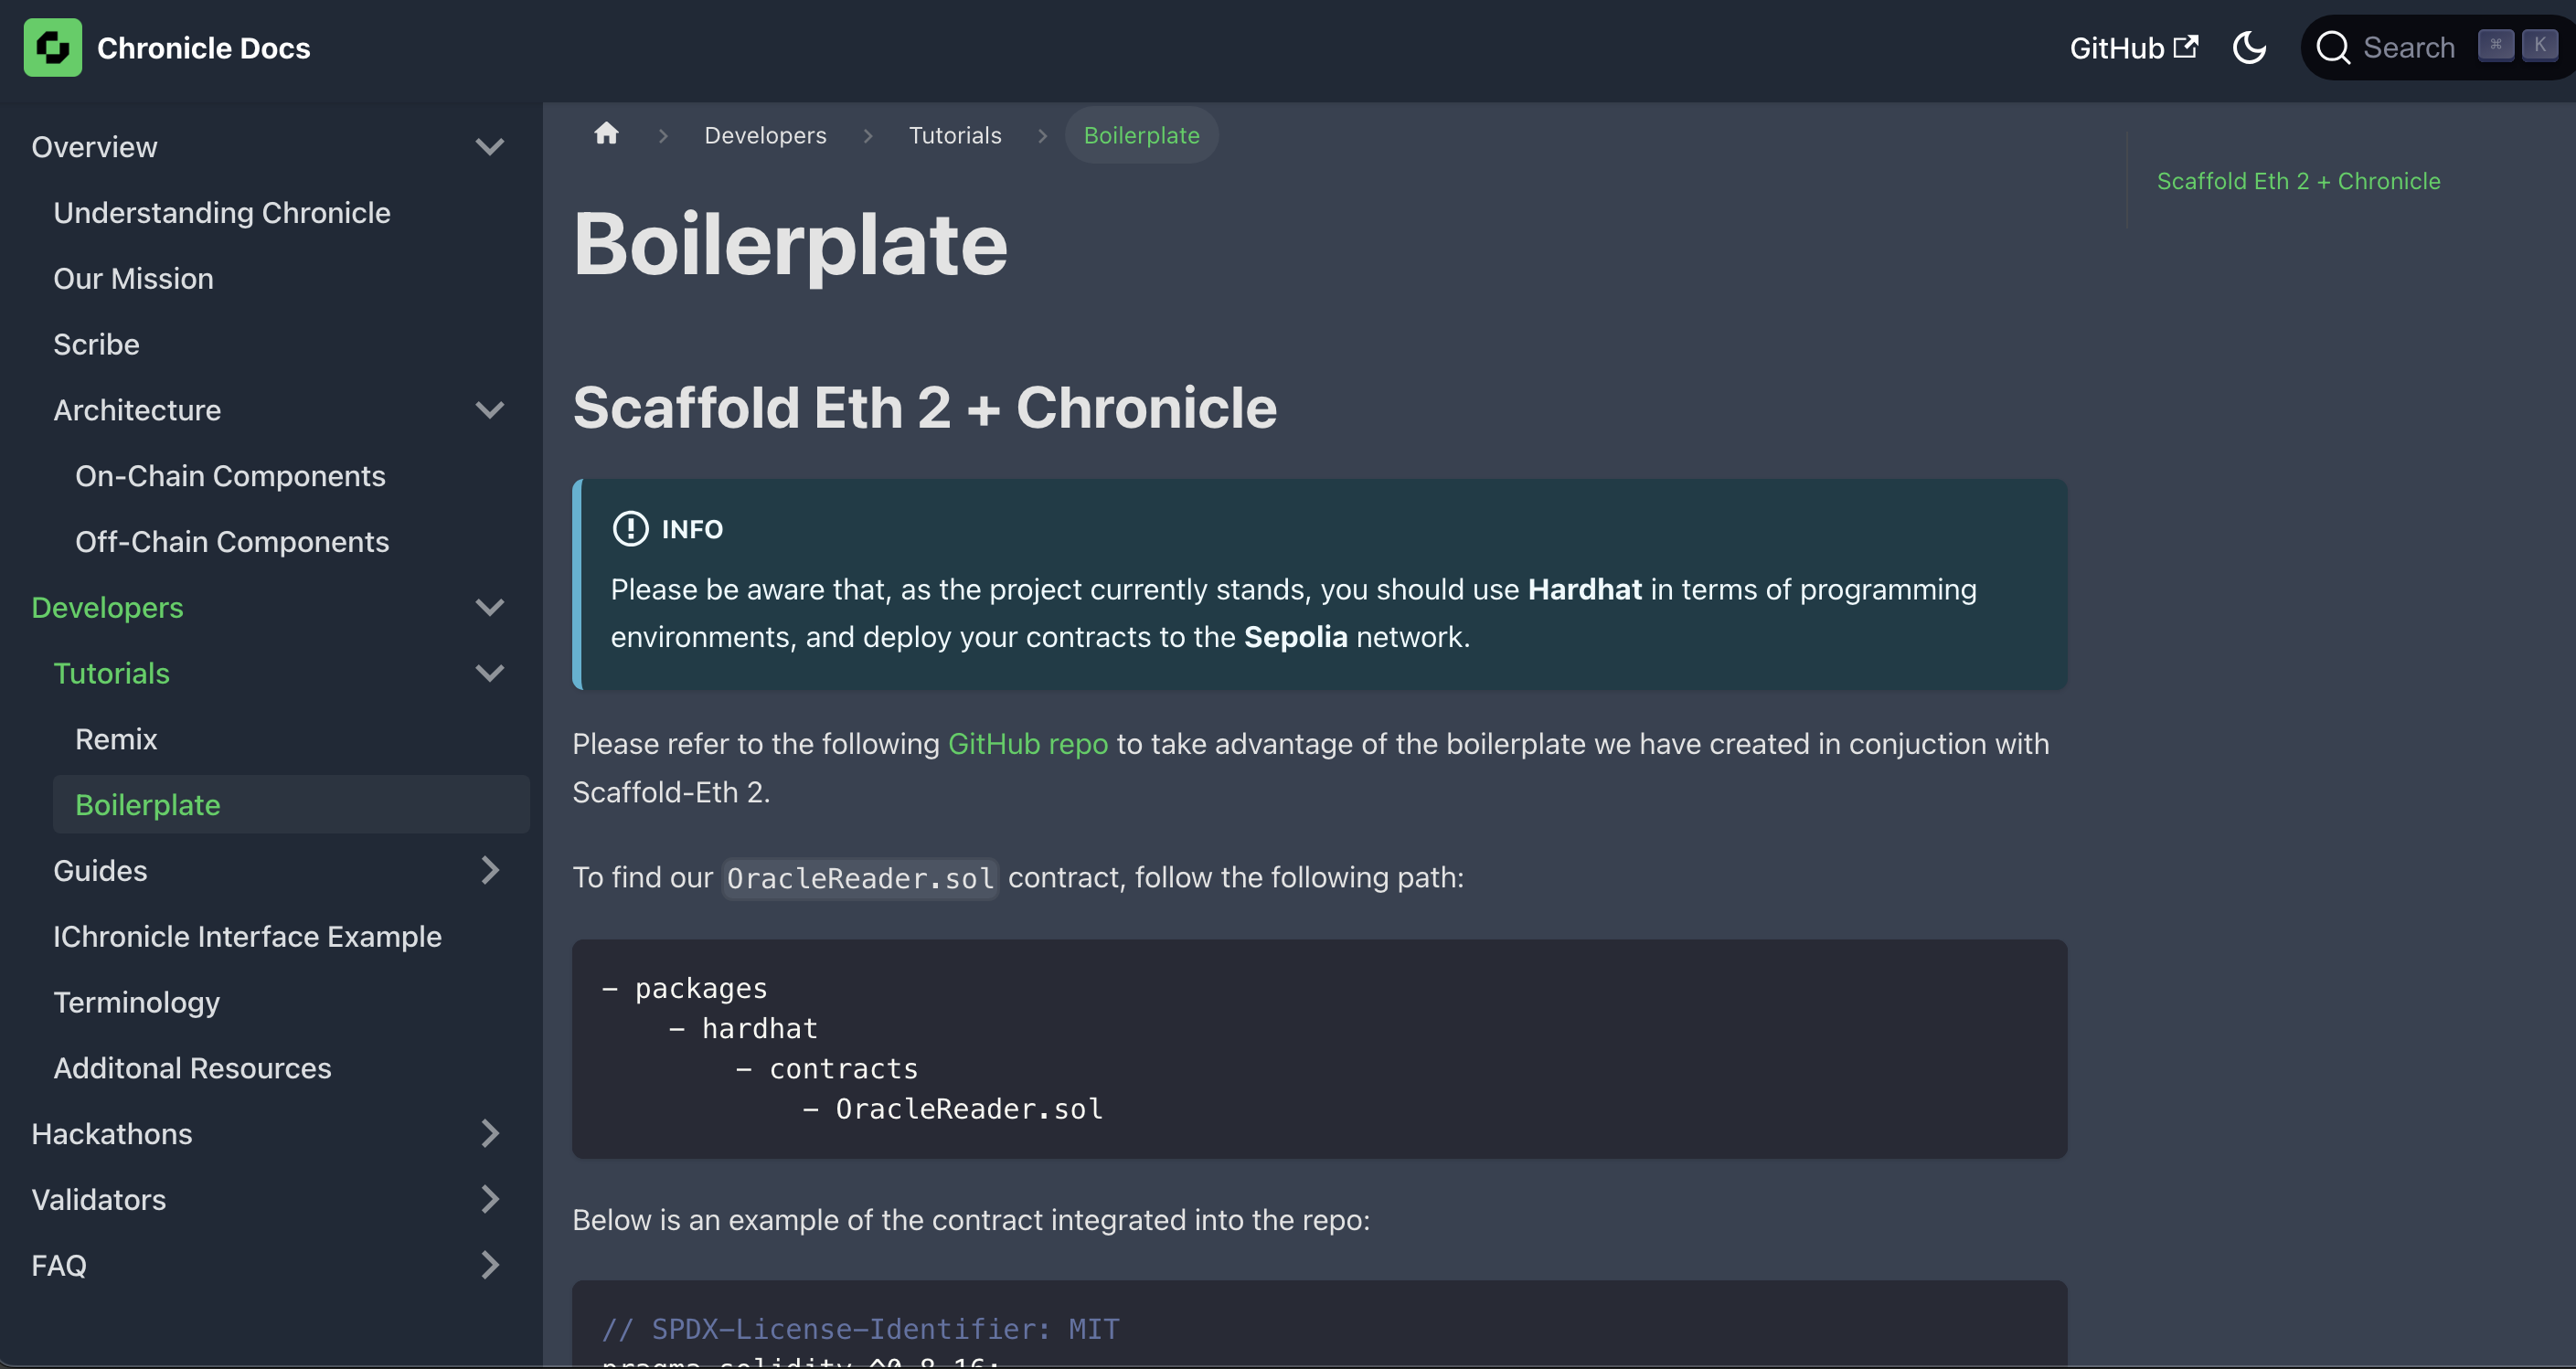 Chronicle Docs
GitHub
Search ⌘ K
Overview
Understanding Chronicle
Our Mission
Scribe
Architecture
On-Chain Components
Off-Chain Components
Developers
Tutorials
Remix
Boilerplate
Guides
IChronicle Interface Example
Terminology
Additonal Resources
Hackathons
Validators
FAQ
Developers > Tutorials > Boilerplate
Boilerplate
Scaffold Eth 2 + Chronicle
INFO
Please be aware that, as the project currently stands, you should use Hardhat in terms of programming
environments, and deploy your contracts to the Sepolia network.
Please refer to the following GitHub repo to take advantage of the boilerplate we have created in conjuction with
Scaffold-Eth 2.
To find our OracleReader.sol contract, follow the following path:
- packages
- hardhat
- contracts
- OracleReader.sol
Below is an example of the contract integrated into the repo:
// SPDX-License-Identifier: MIT
pragma solidity ^0.8.16;
Scaffold Eth 2 + Chronicle